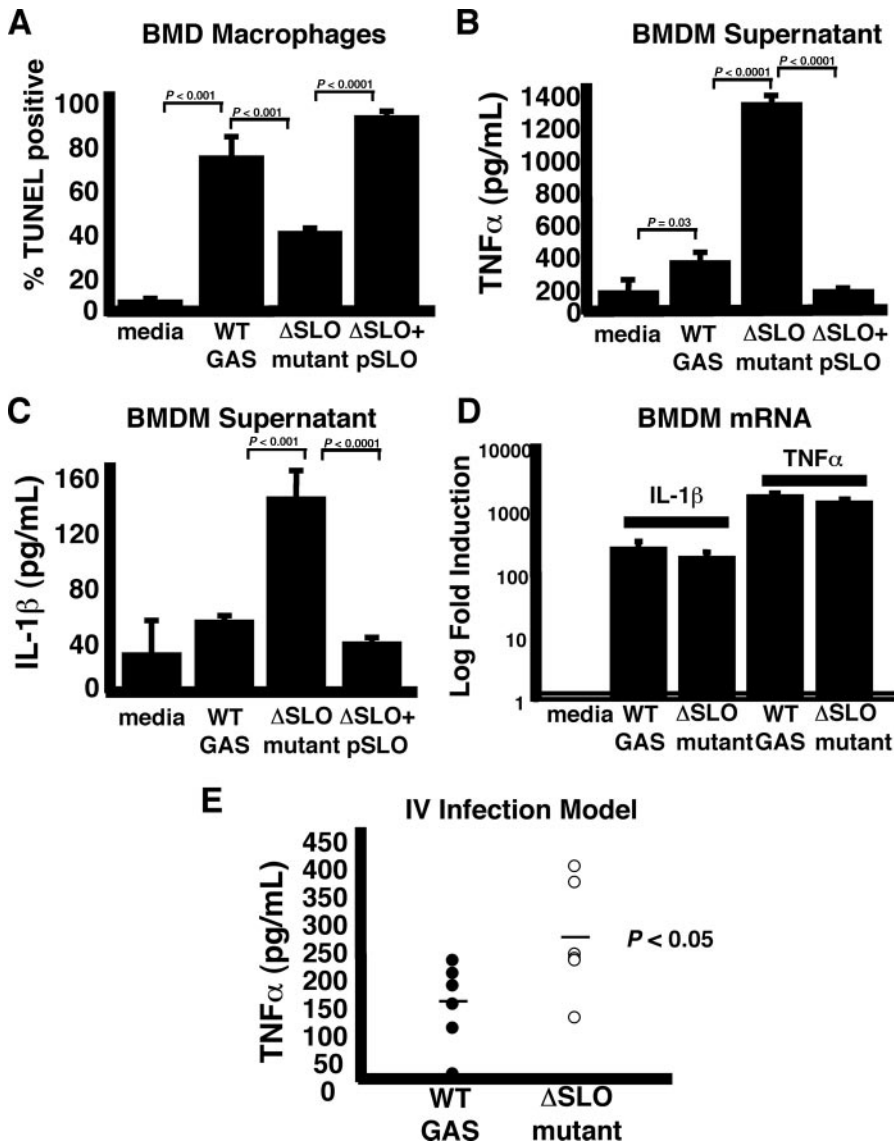 A
BMD Macrophages
% TUNEL positive
100
80
60
40
20
0
P < 0.001
P < 0.001
P < 0.0001
media
WT GAS
ΔSLO mutant
ΔSLO+ pSLO
B
BMDM Supernatant
TNFα (pg/mL)
1400
1200
1000
800
600
400
200
0
P = 0.03
P < 0.0001
P < 0.0001
media
WT GAS
ΔSLO mutant
ΔSLO+ pSLO
C
BMDM Supernatant
IL-1β (pg/mL)
160
120
80
40
0
P < 0.001
P < 0.0001
media
WT GAS
ΔSLO mutant
ΔSLO+ pSLO
D
BMDM mRNA
Log Fold Induction
10000
1000
100
10
1
IL-1β
TNFα
media
WT GAS
ΔSLO mutant
WT GAS
ΔSLO mutant
E
IV Infection Model
TNFα (pg/mL)
450
400
350
300
250
200
150
100
50
0
P < 0.05
WT GAS
ΔSLO mutant